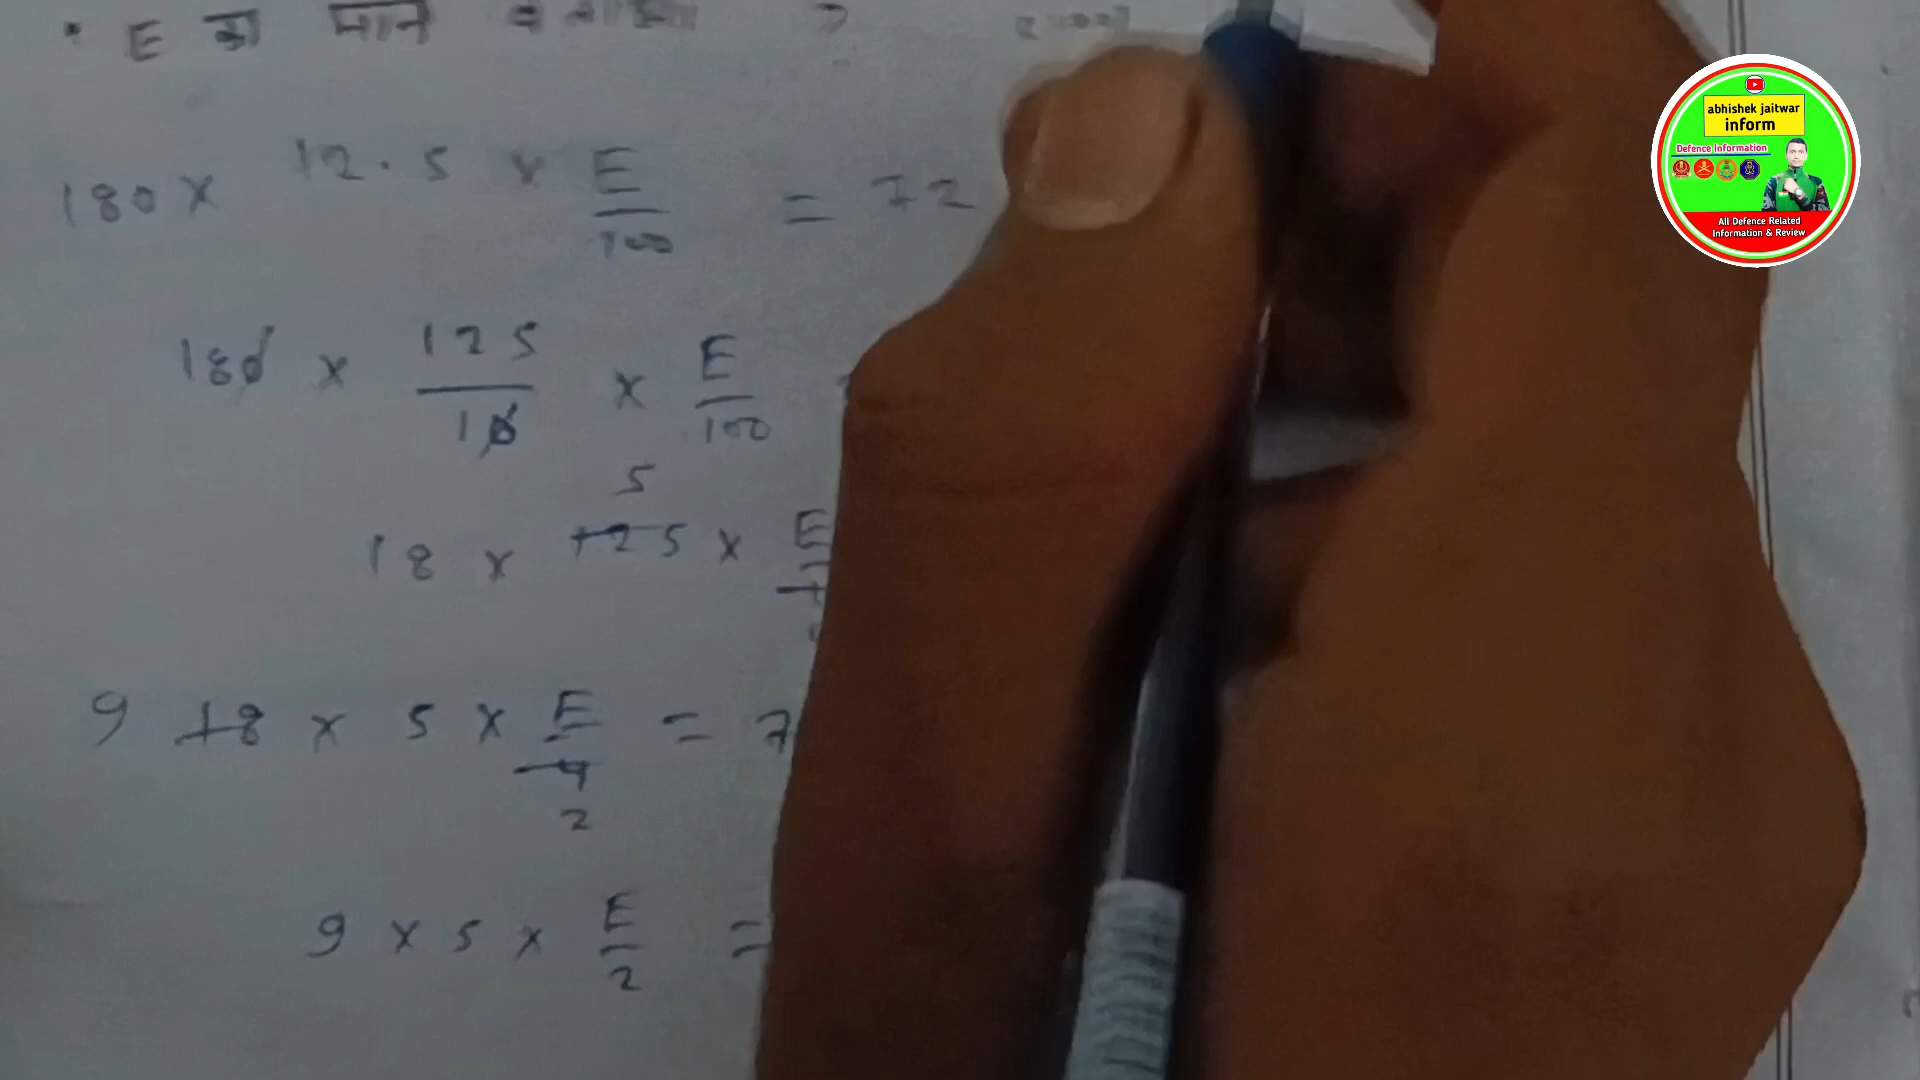 • E का मान ?
180 × 12.5 × E/100 = 72
180 × 125/10 × E/100
5
18 × 125 × E
9 18 × 5 × E/4 = 7
2
9 × 5 × E/2 =
abhishek jaitwar
inform
Defence Information
All Defence Related
Information & Review